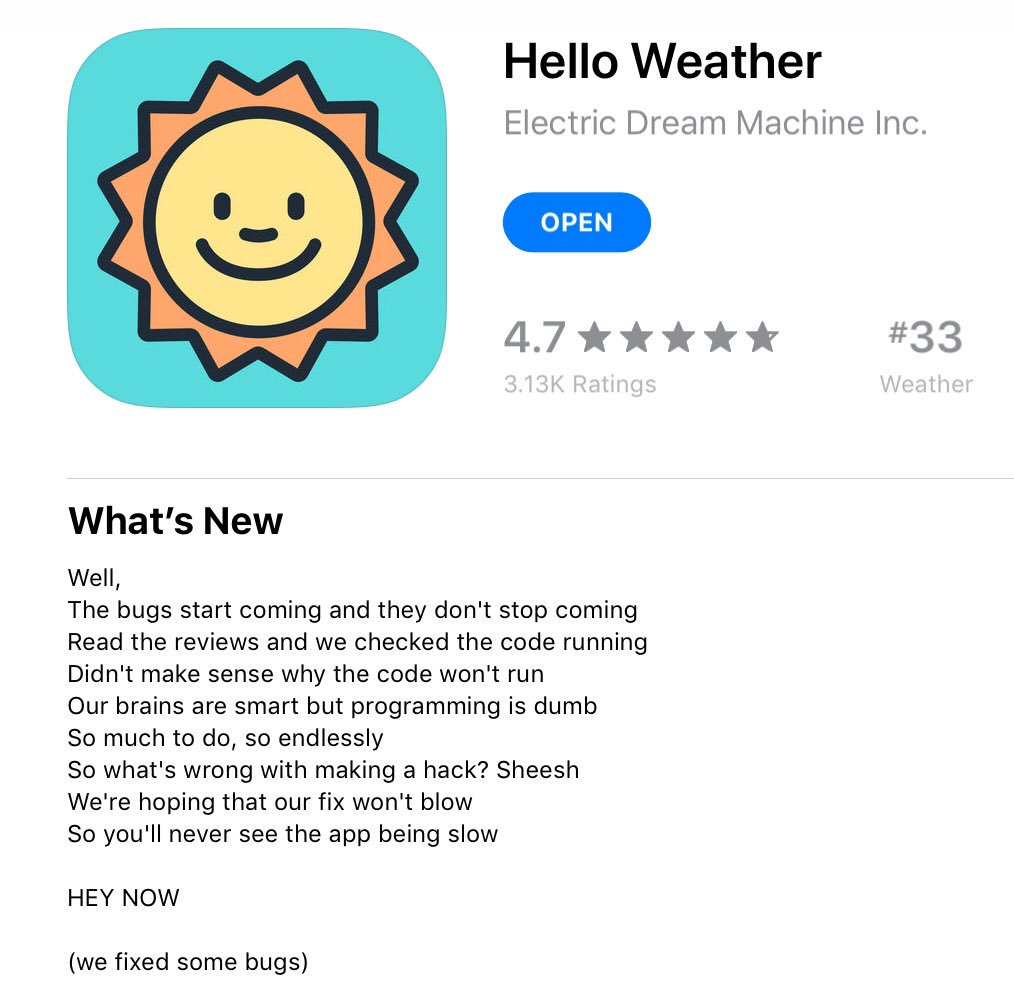 Hello Weather
Electric Dream Machine Inc.
OPEN
4.7
#33
3.13K Ratings
Weather
What’s New
Well,
The bugs start coming and they don't stop coming
Read the reviews and we checked the code running
Didn't make sense why the code won't run
Our brains are smart but programming is dumb
So much to do, so endlessly
So what's wrong with making a hack? Sheesh
We're hoping that our fix won't blow
So you'll never see the app being slow
HEY NOW
(we fixed some bugs)